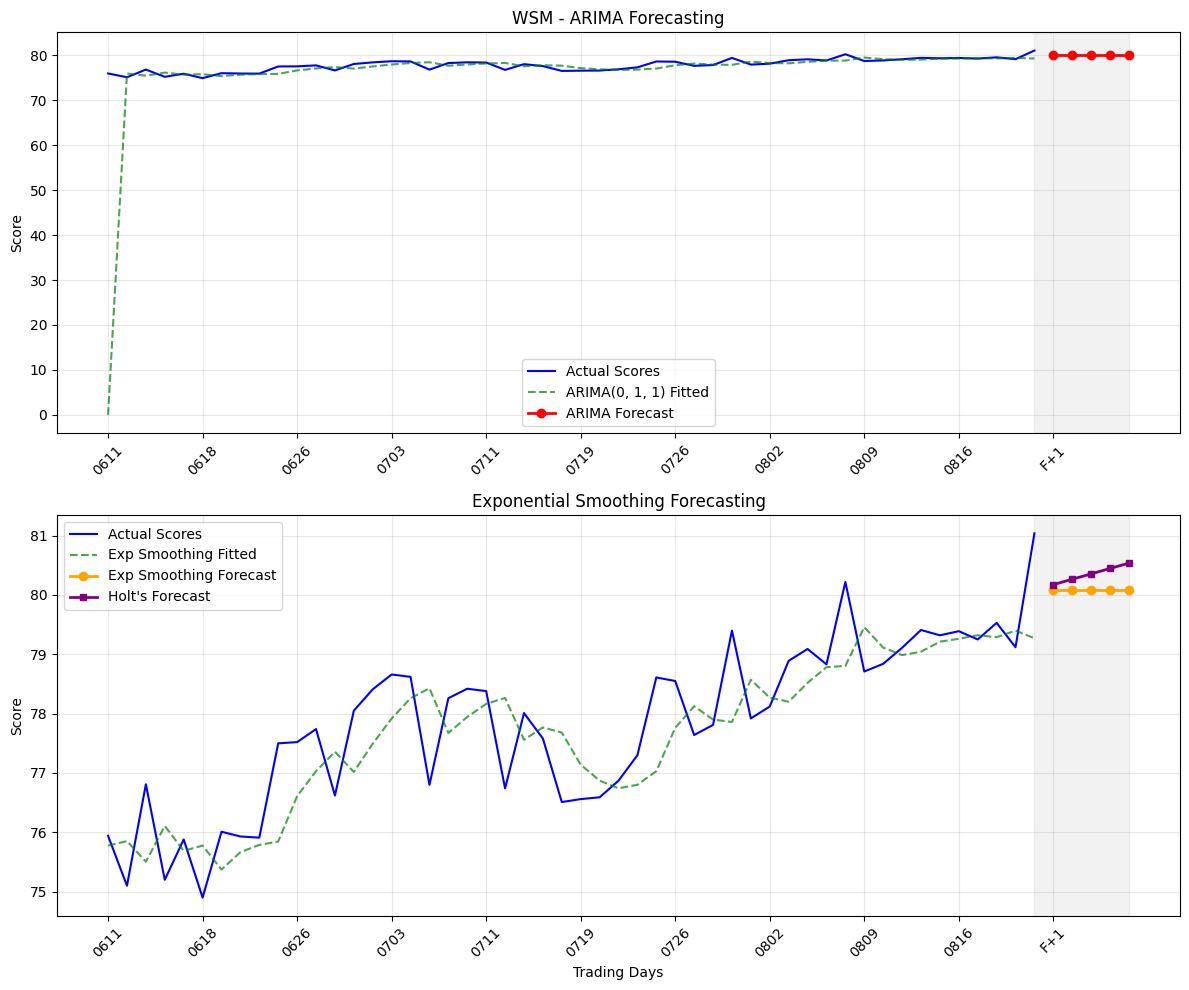 WSM - ARIMA Forecasting
Score
80
70
60
50
40
30
20
10
0
Actual Scores
ARIMA(0, 1, 1) Fitted
ARIMA Forecast
0611
0618
0626
0703
0711
0719
0726
0802
0809
0816
F+1
Exponential Smoothing Forecasting
Score
81
80
79
78
77
76
75
Actual Scores
Exp Smoothing Fitted
Exp Smoothing Forecast
Holt's Forecast
0611
0618
0626
0703
0711
0719
0726
0802
0809
0816
F+1
Trading Days